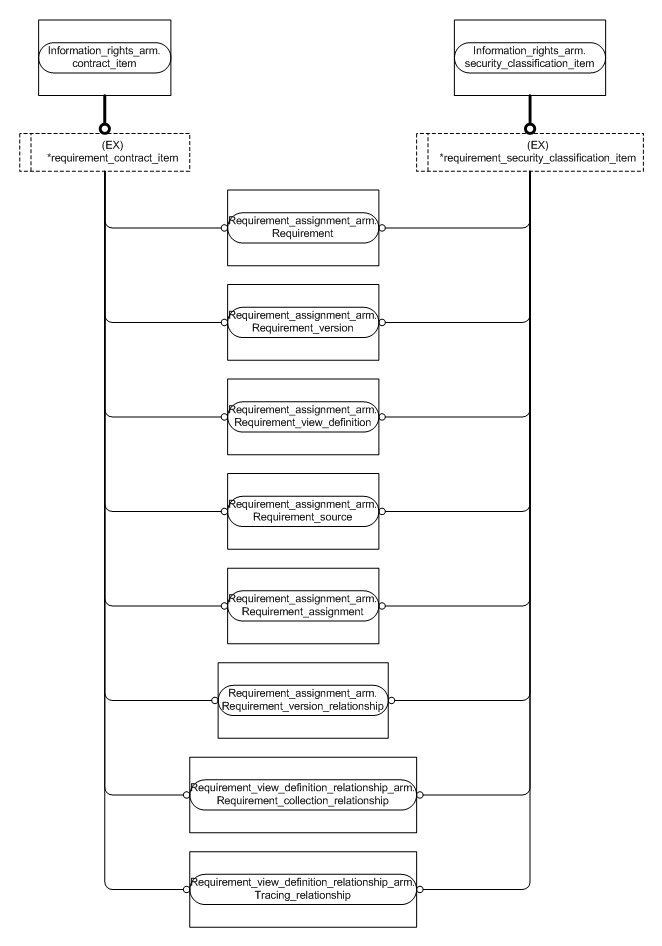 Information_rights_arm.
contract_item
Information_rights_arm.
security_classification_item
(EX)
*requirement_contract_item
(EX)
*requirement_security_classification_item
Requirement_assignment_arm.
Requirement
Requirement_assignment_arm.
Requirement_version
Requirement_assignment_arm.
Requirement_view_definition
Requirement_assignment_arm.
Requirement_source
Requirement_assignment_arm.
Requirement_assignment
Requirement_assignment_arm.
Requirement_version_relationship
Requirement_view_definition_relationship_arm.
Requirement_collection_relationship
Requirement_view_definition_relationship_arm.
Tracing_relationship